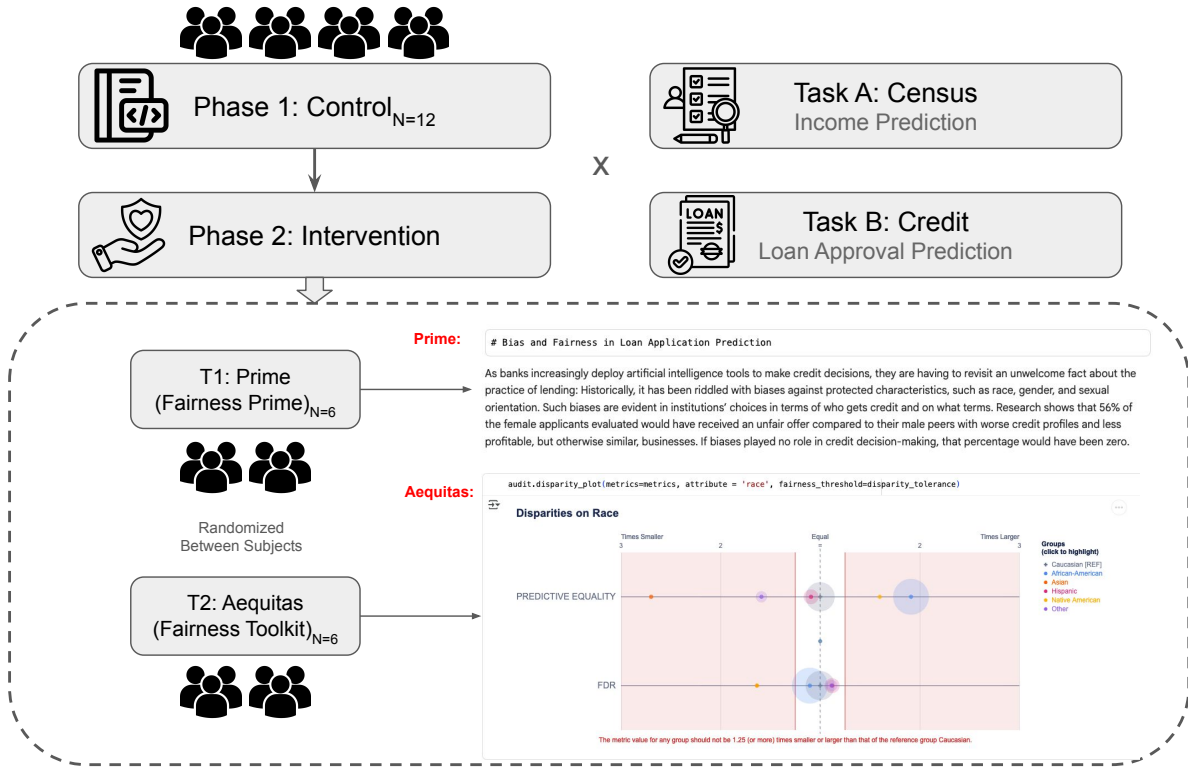 Phase 1: Control N=12
Task A: Census
Income Prediction
X
Phase 2: Intervention
LOAN
$
Task B: Credit
Loan Approval Prediction
Prime:
# Bias and Fairness in Loan Application Prediction
T1: Prime
(Fairness Prime) N=6
As banks increasingly deploy artificial intelligence tools to make credit decisions, they are having to revisit an unwelcome fact about the
practice of lending: Historically, it has been riddled with biases against protected characteristics, such as race, gender, and sexual
orientation. Such biases are evident in institutions' choices in terms of who gets credit and on what terms. Research shows that 56% of
the female applicants evaluated would have received an unfair offer compared to their male peers with worse credit profiles and less
profitable, but otherwise similar, businesses. If biases played no role in credit decision-making, that percentage would have been zero.
Aequitas:
audit.disparity_plot(metrics=metrics, attribute = 'race', fairness_threshold=disparity_tolerance)
Randomized
Between Subjects
Disparities on Race
Times Smaller
Equal
Times Larger
3
2
=
2
3
Groups
(click to highlight)
Caucasian [REF]
African-American
Asian
Hispanic
Native American
Other
PREDICTIVE EQUALITY
FDR
T2: Aequitas
(Fairness Toolkit) N=6
The metric value for any group should not be 1.25 (or more) times smaller or larger than that of the reference group Caucasian.